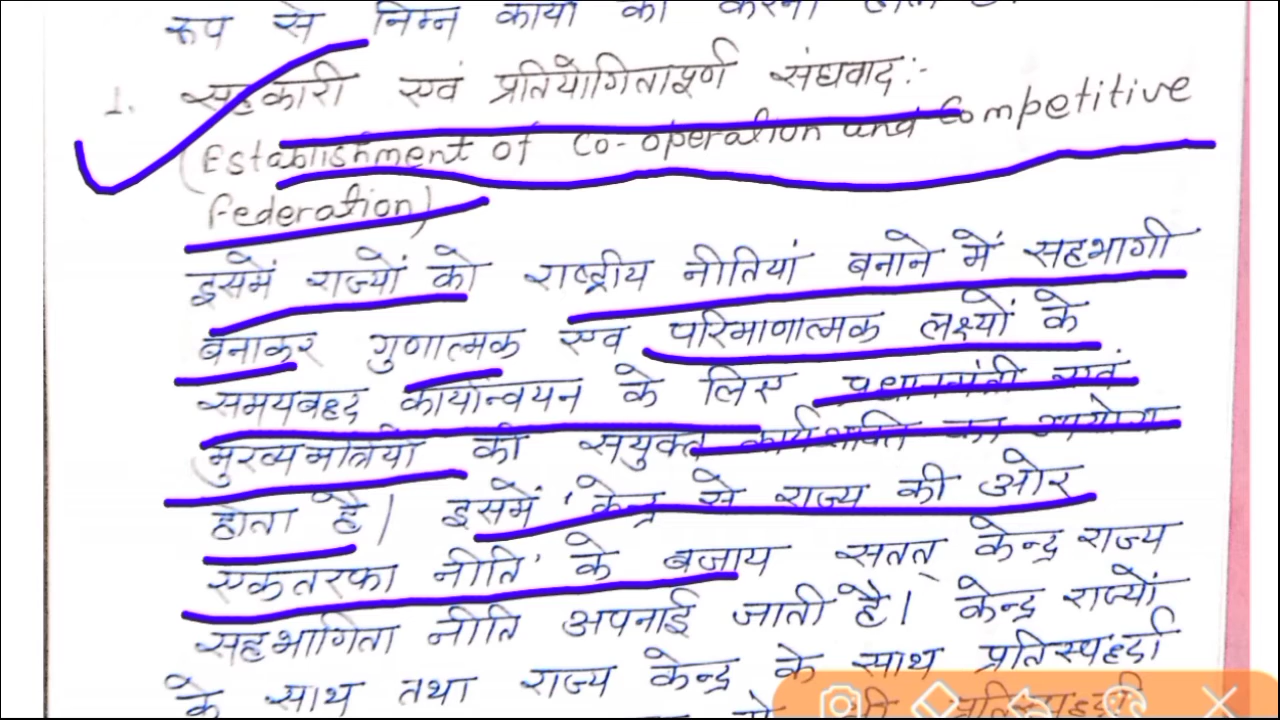 रूप से निम्न कार्यों को करना होता
1. सहकारी एवं प्रतियोगितापूर्ण संघवाद:-
(Establishment of Co-operation and Competitive
Federation)
इसमें राज्यों को राष्ट्रीय नीतियां बनाने में सहभागी
बनाकर गुणात्मक एवं परिमाणात्मक लक्ष्यों के
समयबद्ध कार्यान्वयन के लिए प्रधानमंत्री एवं
मुख्यमंत्रियों की संयुक्त कार्यशक्ति का उपयोग
होता है। इसमें 'केन्द्र से राज्य की ओर
एकतरफा नीति' के बजाय सतत् केन्द्र राज्य
सहभागिता नीति अपनाई जाती है। केन्द्र राज्यों
के साथ तथा राज्य केन्द्र के साथ प्रतिस्पर्द्धा